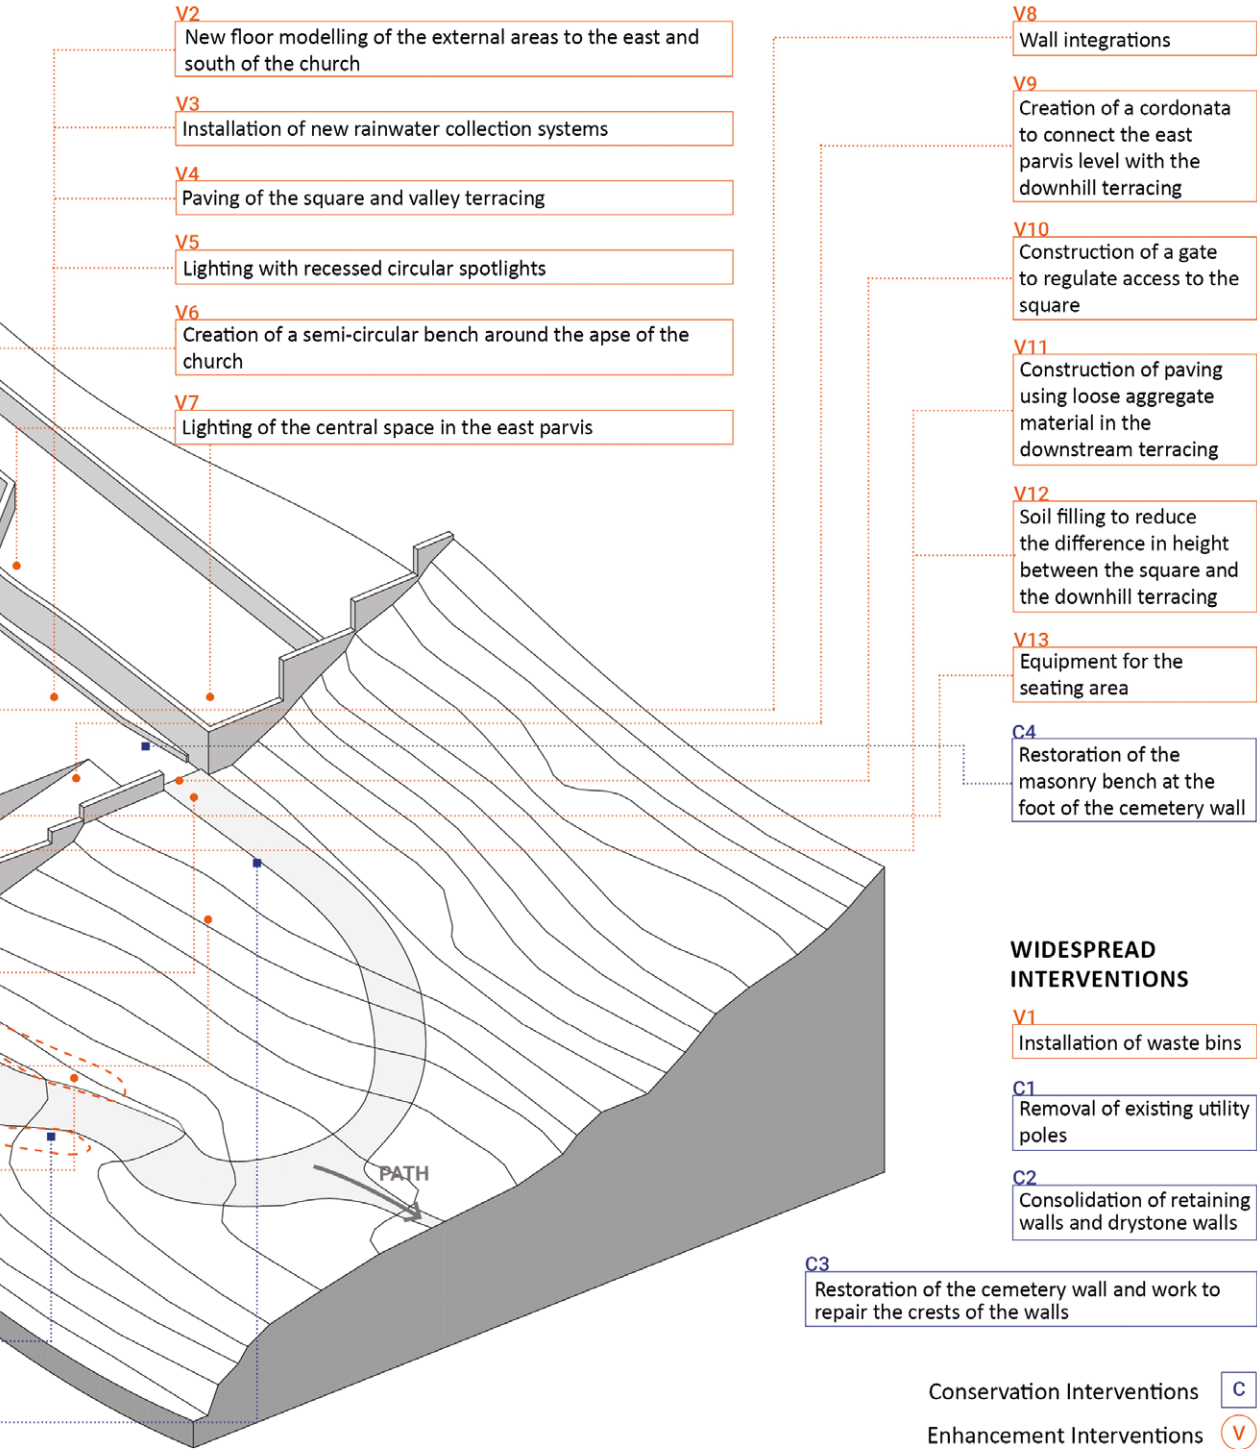 V2
New floor modelling of the external areas to the east and
south of the church
V3
Installation of new rainwater collection systems
V4
Paving of the square and valley terracing
V5
Lighting with recessed circular spotlights
V6
Creation of a semi-circular bench around the apse of the
church
V7
Lighting of the central space in the east parvis
V8
Wall integrations
V9
Creation of a cordonata
to connect the east
parvis level with the
downhill terracing
V10
Construction of a gate
to regulate access to the
square
V11
Construction of paving
using loose aggregate
material in the
downstream terracing
V12
Soil filling to reduce
the difference in height
between the square and
the downhill terracing
V13
Equipment for the
seating area
C4
Restoration of the
masonry bench at the
foot of the cemetery wall
WIDESPREAD
INTERVENTIONS
V1
Installation of waste bins
C1
Removal of existing utility
poles
C2
Consolidation of retaining
walls and drystone walls
C3
Restoration of the cemetery wall and work to
repair the crests of the walls
PATH
Conservation Interventions C
Enhancement Interventions V